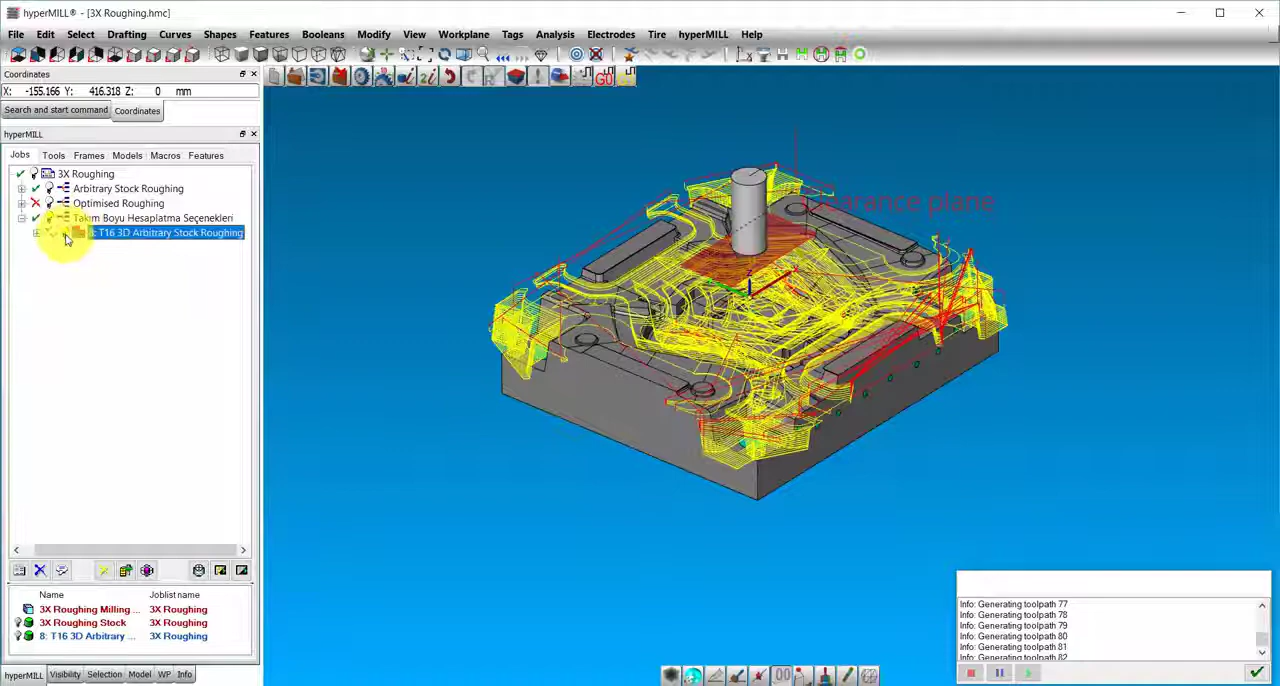 hyperMILL® - [3X Roughing.hmc]
File Edit Select Drafting Curves Shapes Features Booleans Modify View Workplane Tags Analysis Electrodes Tire hyperMILL Help
Coordinates
X: -155.166 Y: 416.318 Z: 0 mm
Search and start command Coordinates
hyperMILL
Jobs Tools Frames Models Macros Features
3X Roughing
Arbitrary Stock Roughing
Optimised Roughing
Takım Boyu Hesaplatma Seçenekleri
: T16 3D Arbitrary Stock Roughing
learance plane
Z
Name Joblist name
3X Roughing Milling ... 3X Roughing
3X Roughing Stock 3X Roughing
8: T16 3D Arbitrary ... 3X Roughing
Info: Generating toolpath 77
Info: Generating toolpath 78
Info: Generating toolpath 79
Info: Generating toolpath 80
Info: Generating toolpath 81
Info: Generating toolpath 82
hyperMILL Visibility Selection Model WP Info